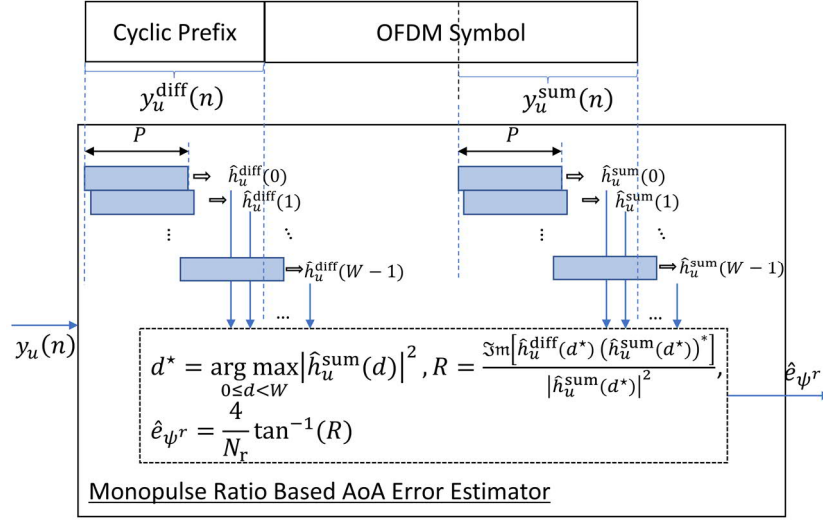 Cyclic Prefix OFDM Symbol
y_u^diff(n) y_u^sum(n)
P P
⇨ ĥ_u^diff(0) ⇨ ĥ_u^sum(0)
⇨ ĥ_u^diff(1) ⇨ ĥ_u^sum(1)
⋮ ⋱ ⋮ ⋱
⇨ ĥ_u^diff(W − 1) ⇨ ĥ_u^sum(W − 1)
... ...
y_u(n)
d^⋆ = arg max_{0≤d<W} |ĥ_u^sum(d)|^2, R = ℑm[ĥ_u^diff(d^⋆) (ĥ_u^sum(d^⋆))^*] / |ĥ_u^sum(d^⋆)|^2,
ê_{ψ^r}
ê_{ψ^r} = 4/N_r tan^{−1}(R)
Monopulse Ratio Based AoA Error Estimator